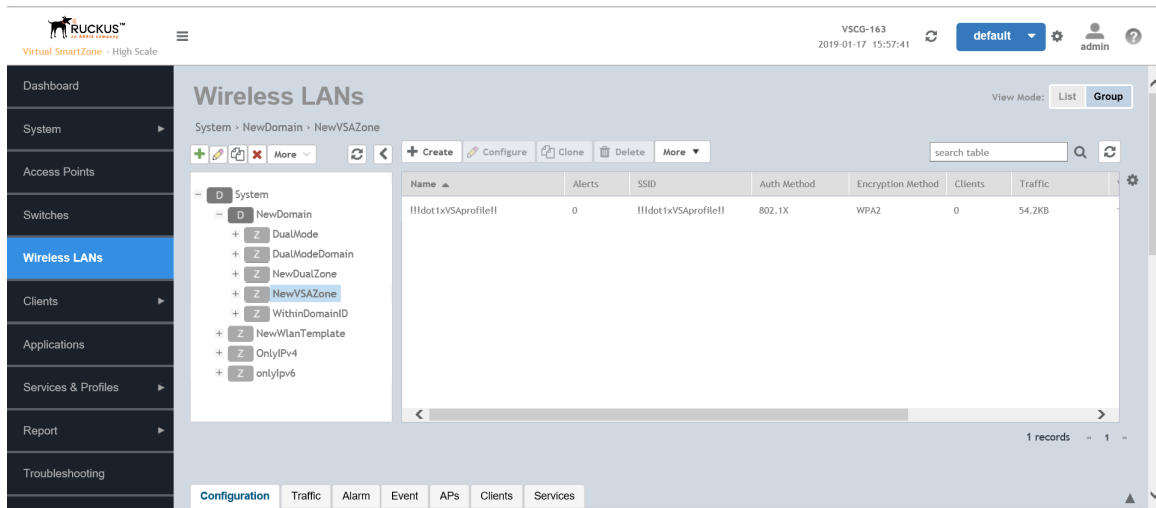 RUCKUS™
an ARRIS company
Virtual SmartZone - High Scale
VSCG-163
2019-01-17 15:57:41
default
admin
Dashboard
System
Access Points
Switches
Wireless LANs
Clients
Applications
Services & Profiles
Report
Troubleshooting
Wireless LANs
View Mode: List Group
System › NewDomain › NewVSAZone
More
Create Configure Clone Delete More
search table
D System
D NewDomain
Z DualMode
Z DualModeDomain
Z NewDualZone
Z NewVSAZone
Z WithinDomainID
Z NewWlanTemplate
Z OnlyIPv4
Z onlyIpv6
Name Alerts SSID Auth Method Encryption Method Clients Traffic
!!!dot1xVSAprofile!! 0 !!!dot1xVSAprofile!! 802.1X WPA2 0 54.2KB
1 records « 1 »
Configuration Traffic Alarm Event APs Clients Services